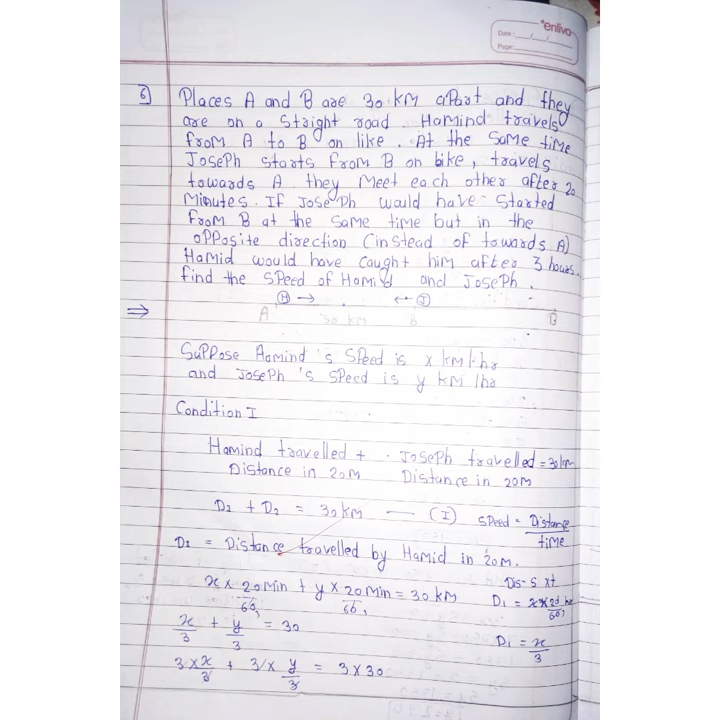 enlivo
Date :
Page:
6) Places A and B are 30 KM apart and they
are on a Stright road. Hamind travels
from A to B on like. At the same time
Joseph starts from B on bike, travels
towards A. they Meet each other after 20
Minutes. If Joseph would have Started
from B at the same time but in the
opposite direction (instead of towards A)
Hamid would have caught him after 3 hours.
find the speed of Hamid and Joseph.
⇒ (H) → ← (J)
A 30 KM B
Suppose Aamind's Speed is x km/hr
and Joseph's Speed is y km/hr
Condition I
Hamind travelled + Joseph travelled = 30 km
Distance in 20M Distance in 20M
D1 + D2 = 30 KM — (I) speed = Distance/time
D1 = Distance travelled by Hamid in 20m.
Dis = S x t
x × 20 Min/60 + y × 20 Min/60 = 30 KM D1 = x × 20 hr/60
x/3 + y/3 = 30
D1 = x/3
3 × x/3 + 3 × y/3 = 3 × 30